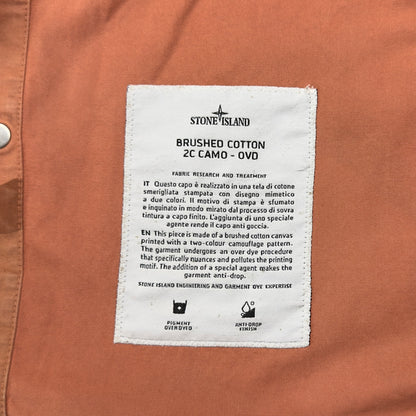 STONE ISLAND
BRUSHED COTTON
2C CAMO - OVD
FABRIC RESEARCH AND TREATMENT
IT Questo capo è realizzato in una tela di cotone
smerigliata stampata con disegno mimetico
a due colori. Il motivo di stampa è sfumato
e inquinato in modo mirato dal processo di sovra
tintura a capo finito. L'aggiunta di uno speciale
agente rende il capo anti goccia.
EN This piece is made of a brushed cotton canvas
printed with a two-colour camouflage pattern.
The garment undergoes an over dye procedure
that specifically nuances and pollutes the printing
motif. The addition of a special agent makes the
garment anti-drop.
STONE ISLAND ENGINEERING AND GARMENT DYE EXPERTISE
PIGMENT
OVERDYED
ANTI-DROP
FINISH